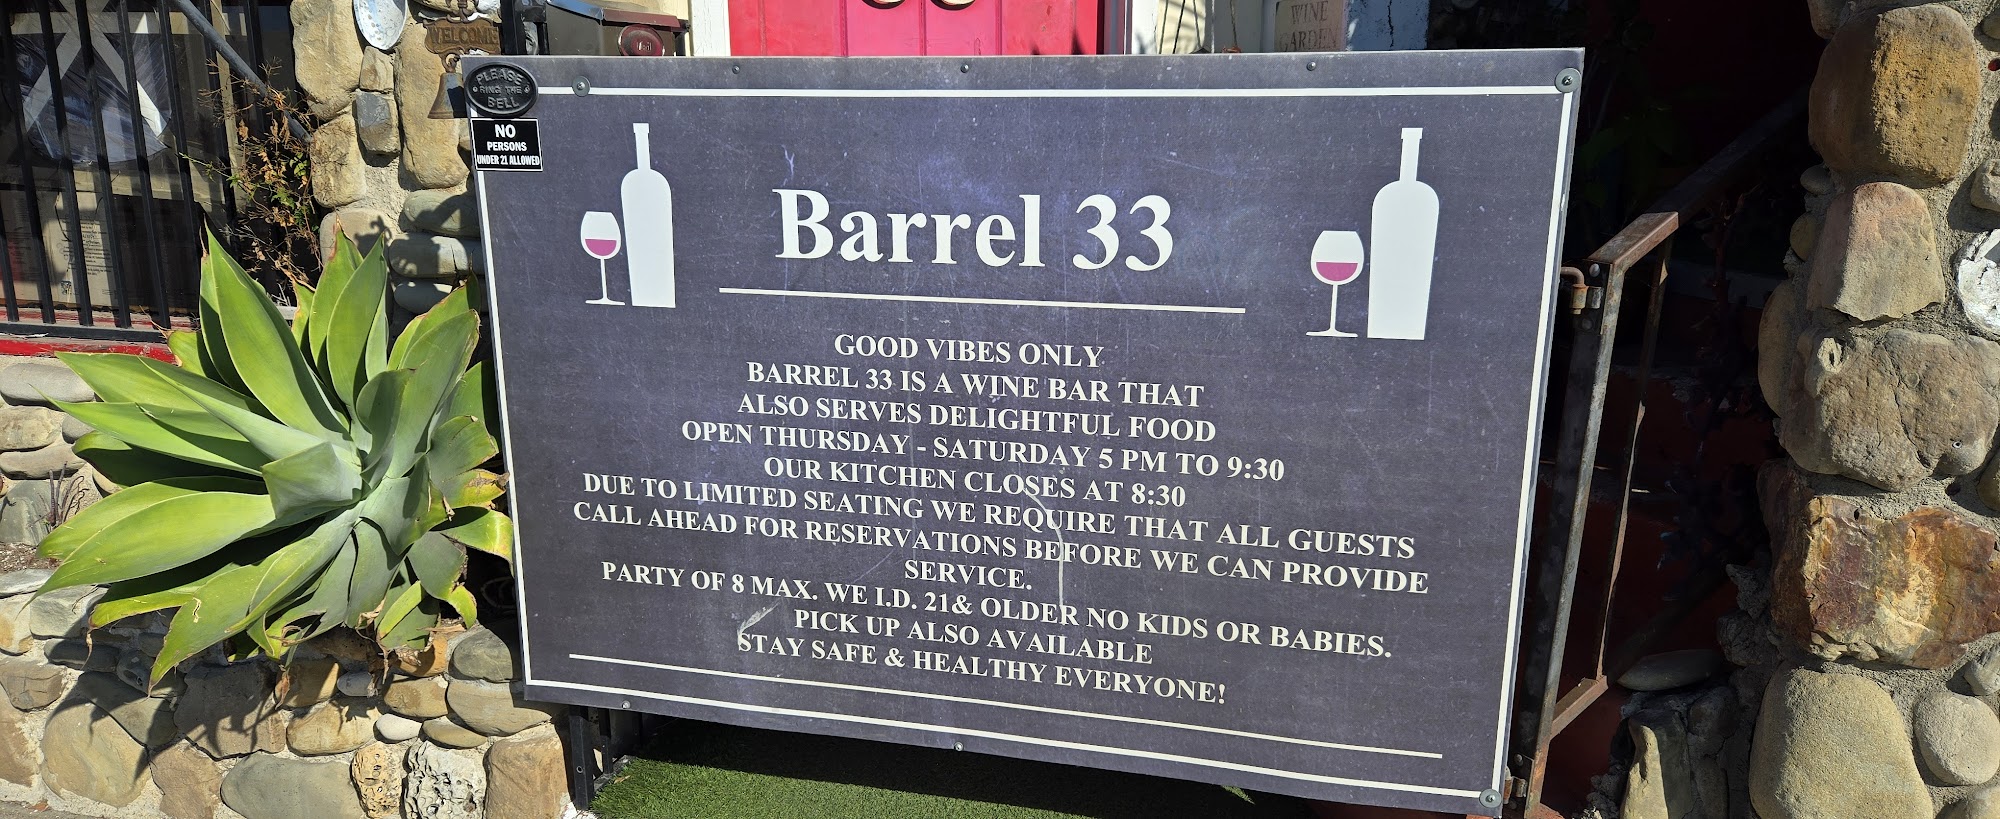 WELCOME
WINE
GARDEN
PLEASE
RING THE
BELL
NO
PERSONS
UNDER 21 ALLOWED
Barrel 33
GOOD VIBES ONLY
BARREL 33 IS A WINE BAR THAT
ALSO SERVES DELIGHTFUL FOOD
OPEN THURSDAY - SATURDAY 5 PM TO 9:30
OUR KITCHEN CLOSES AT 8:30
DUE TO LIMITED SEATING WE REQUIRE THAT ALL GUESTS
CALL AHEAD FOR RESERVATIONS BEFORE WE CAN PROVIDE
SERVICE.
PARTY OF 8 MAX. WE I.D. 21& OLDER NO KIDS OR BABIES.
PICK UP ALSO AVAILABLE
STAY SAFE & HEALTHY EVERYONE!